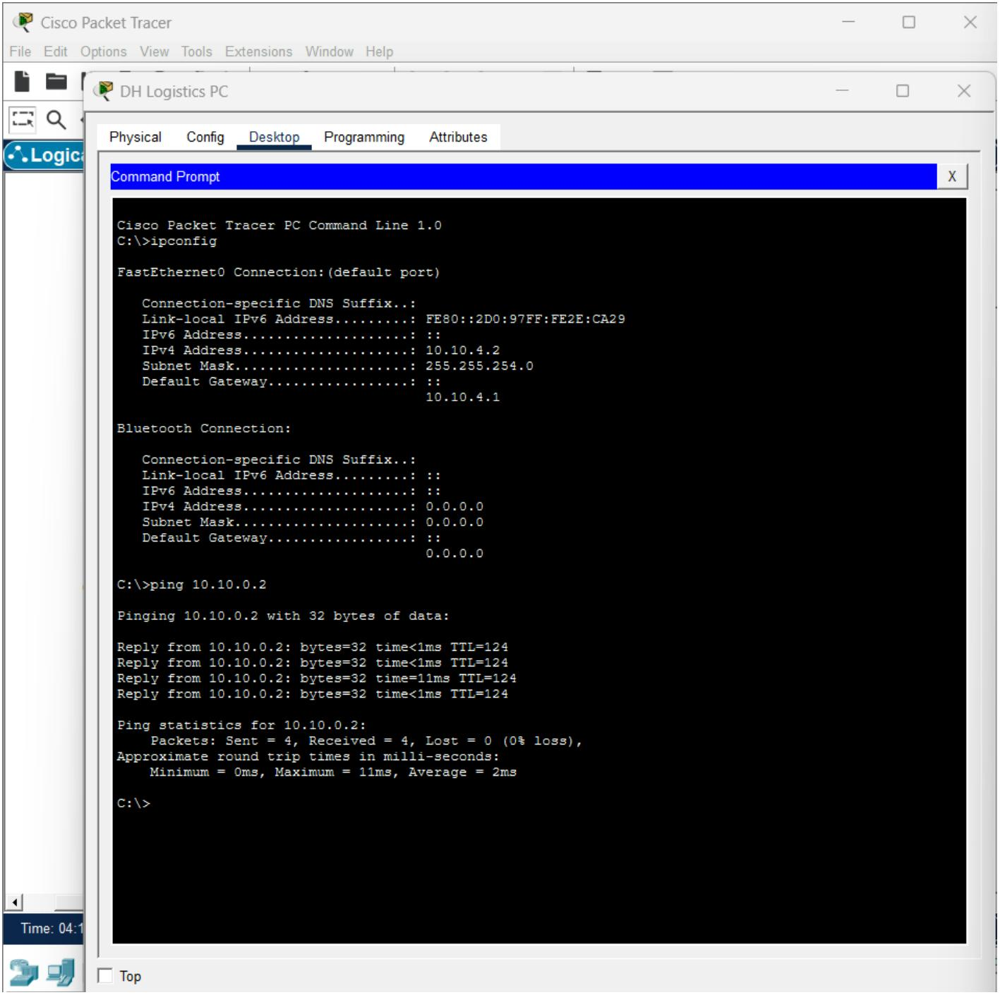 Cisco Packet Tracer
File Edit Options View Tools Extensions Window Help
DH Logistics PC
Physical Config Desktop Programming Attributes
Logica
Command Prompt X
Cisco Packet Tracer PC Command Line 1.0
C:\>ipconfig
FastEthernet0 Connection:(default port)
Connection-specific DNS Suffix..:
Link-local IPv6 Address.........: FE80::2D0:97FF:FE2E:CA29
IPv6 Address....................: ::
IPv4 Address....................: 10.10.4.2
Subnet Mask.....................: 255.255.254.0
Default Gateway.................: ::
10.10.4.1
Bluetooth Connection:
Connection-specific DNS Suffix..:
Link-local IPv6 Address.........: ::
IPv6 Address....................: ::
IPv4 Address....................: 0.0.0.0
Subnet Mask.....................: 0.0.0.0
Default Gateway.................: ::
0.0.0.0
C:\>ping 10.10.0.2
Pinging 10.10.0.2 with 32 bytes of data:
Reply from 10.10.0.2: bytes=32 time<1ms TTL=124
Reply from 10.10.0.2: bytes=32 time<1ms TTL=124
Reply from 10.10.0.2: bytes=32 time=11ms TTL=124
Reply from 10.10.0.2: bytes=32 time<1ms TTL=124
Ping statistics for 10.10.0.2:
Packets: Sent = 4, Received = 4, Lost = 0 (0% loss),
Approximate round trip times in milli-seconds:
Minimum = 0ms, Maximum = 11ms, Average = 2ms
C:\>
Time: 04:1
Top